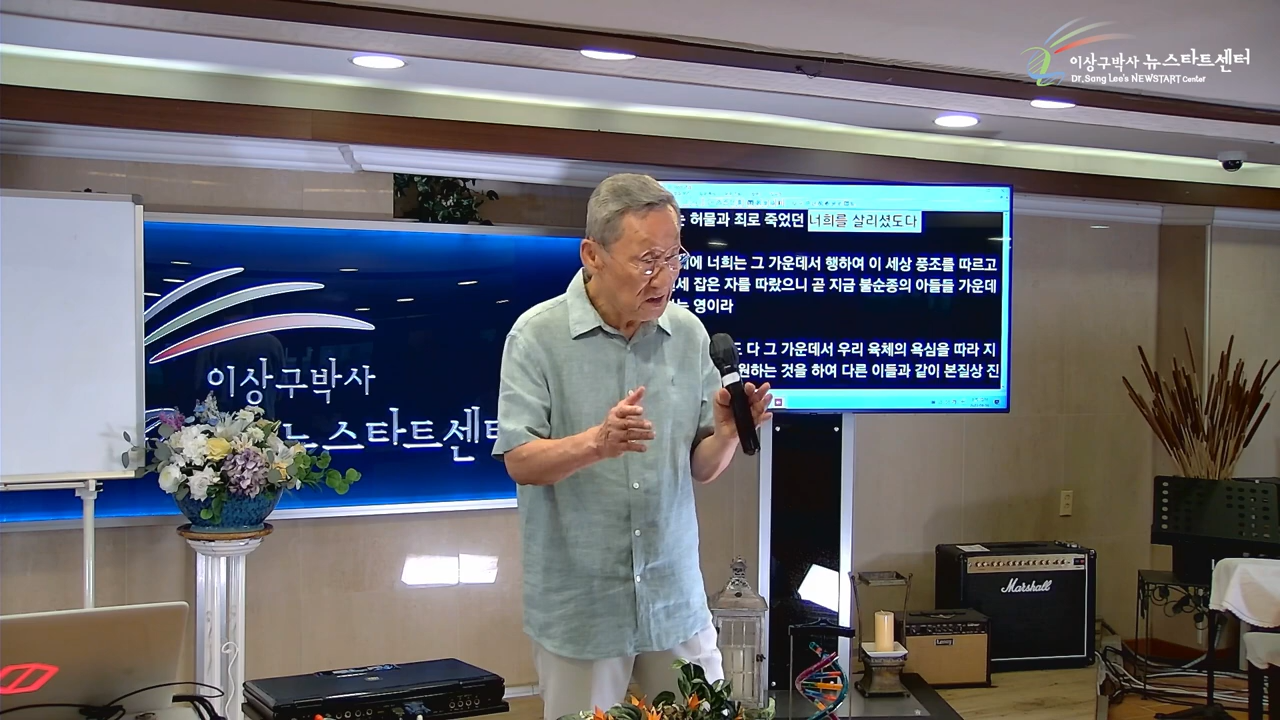 이상구박사 뉴스타트센터
Dr. Sang Lee's NEWSTART Center
허물과 죄로 죽었던 너희를 살리셨도다
너희는 그 가운데서 행하여 이 세상 풍조를 따르고
잡은 자를 따랐으니 곧 지금 불순종의 아들들 가운데
영이라
다 그 가운데서 우리 육체의 욕심을 따라 지
원하는 것을 하여 다른 이들과 같이 본질상 진
이상구박사
뉴스타트센터
Marshall
Laney